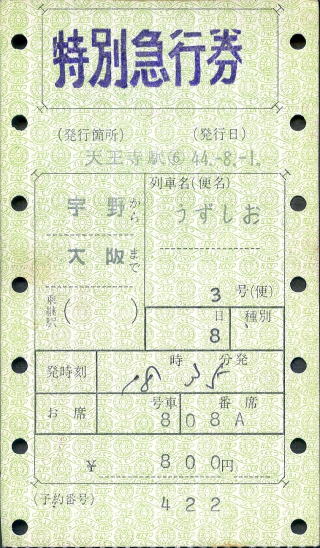 特別急行券
(発行箇所) (発行日)
天王寺駅⑥ 44.-8.-1.
列車名(便名)
宇野から うずしお
大阪まで
3号(便)
乗継駅( )
日 種別
8
発時刻 時 分発
18 35
お席 号車 番席
8 08A
¥ 800円
(予約番号) 422